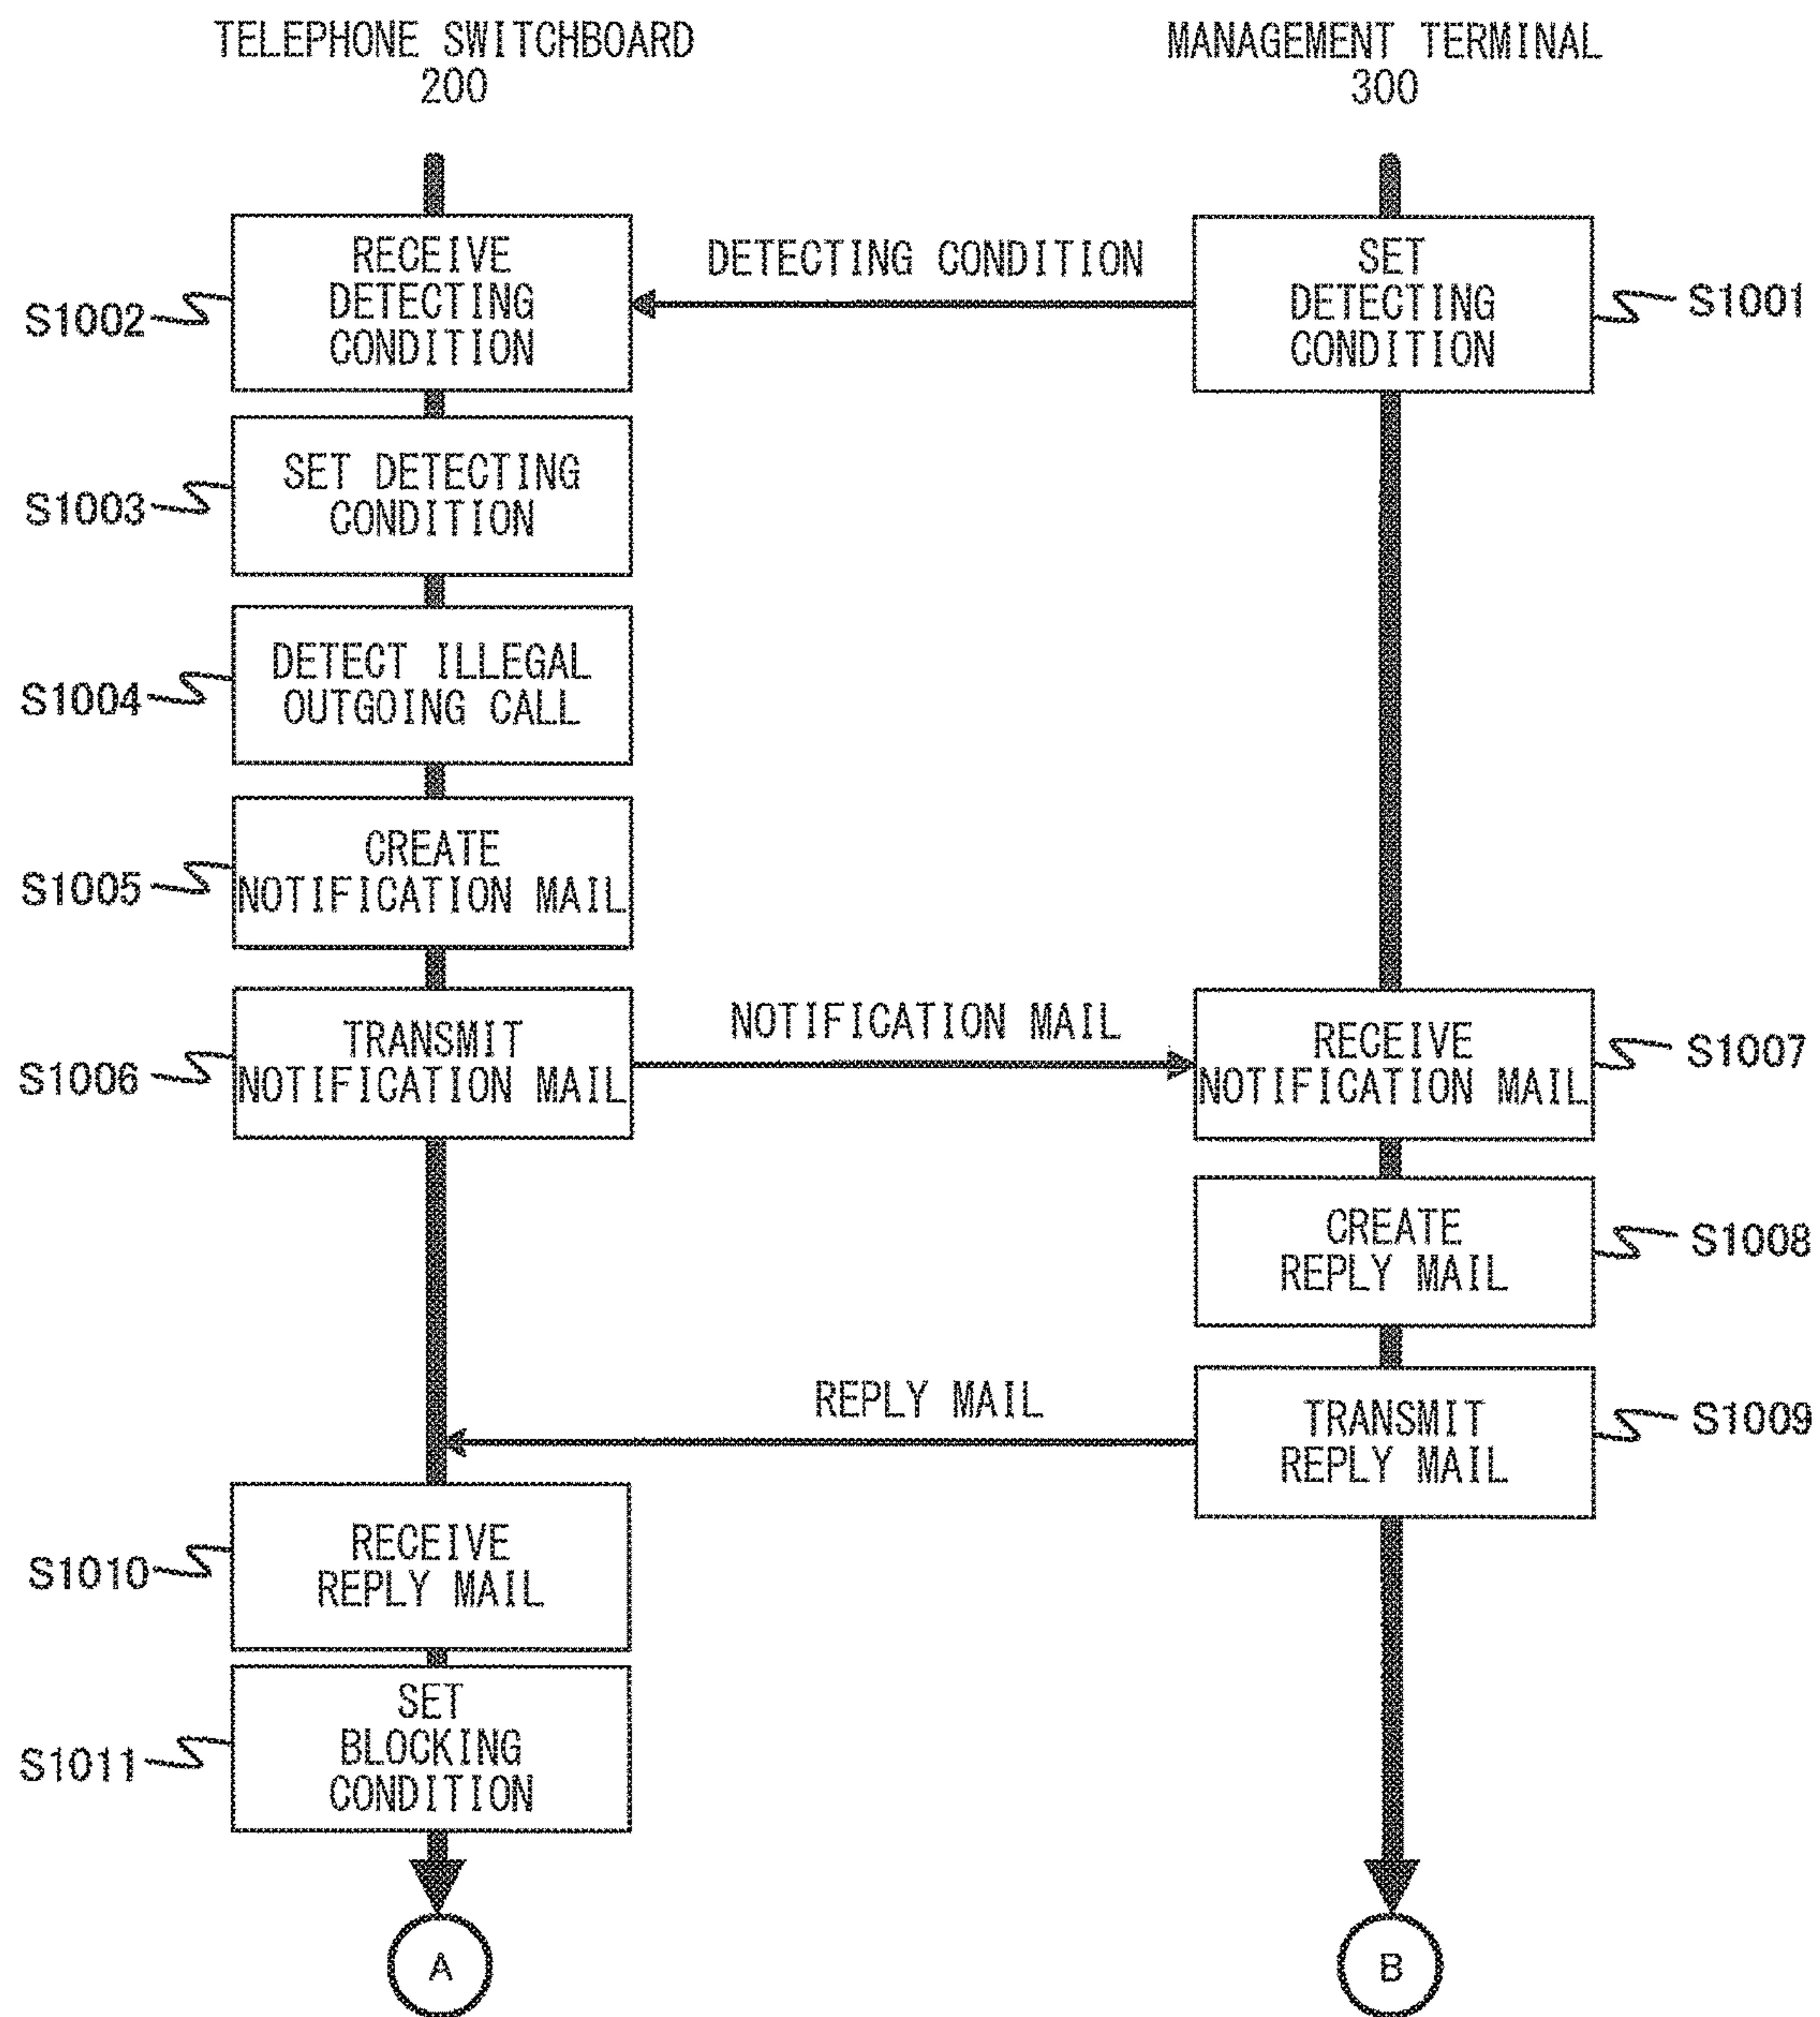 TELEPHONE SWITCHBOARD
200
MANAGEMENT TERMINAL
300
RECEIVE
DETECTING
CONDITION
S1002
DETECTING CONDITION
SET
DETECTING
CONDITION
S1001
SET DETECTING
CONDITION
S1003
DETECT ILLEGAL
OUTGOING CALL
S1004
CREATE
NOTIFICATION MAIL
S1005
TRANSMIT
NOTIFICATION MAIL
S1006
NOTIFICATION MAIL
RECEIVE
NOTIFICATION MAIL
S1007
CREATE
REPLY MAIL
S1008
REPLY MAIL
TRANSMIT
REPLY MAIL
S1009
RECEIVE
REPLY MAIL
S1010
SET
BLOCKING
CONDITION
S1011
A
B